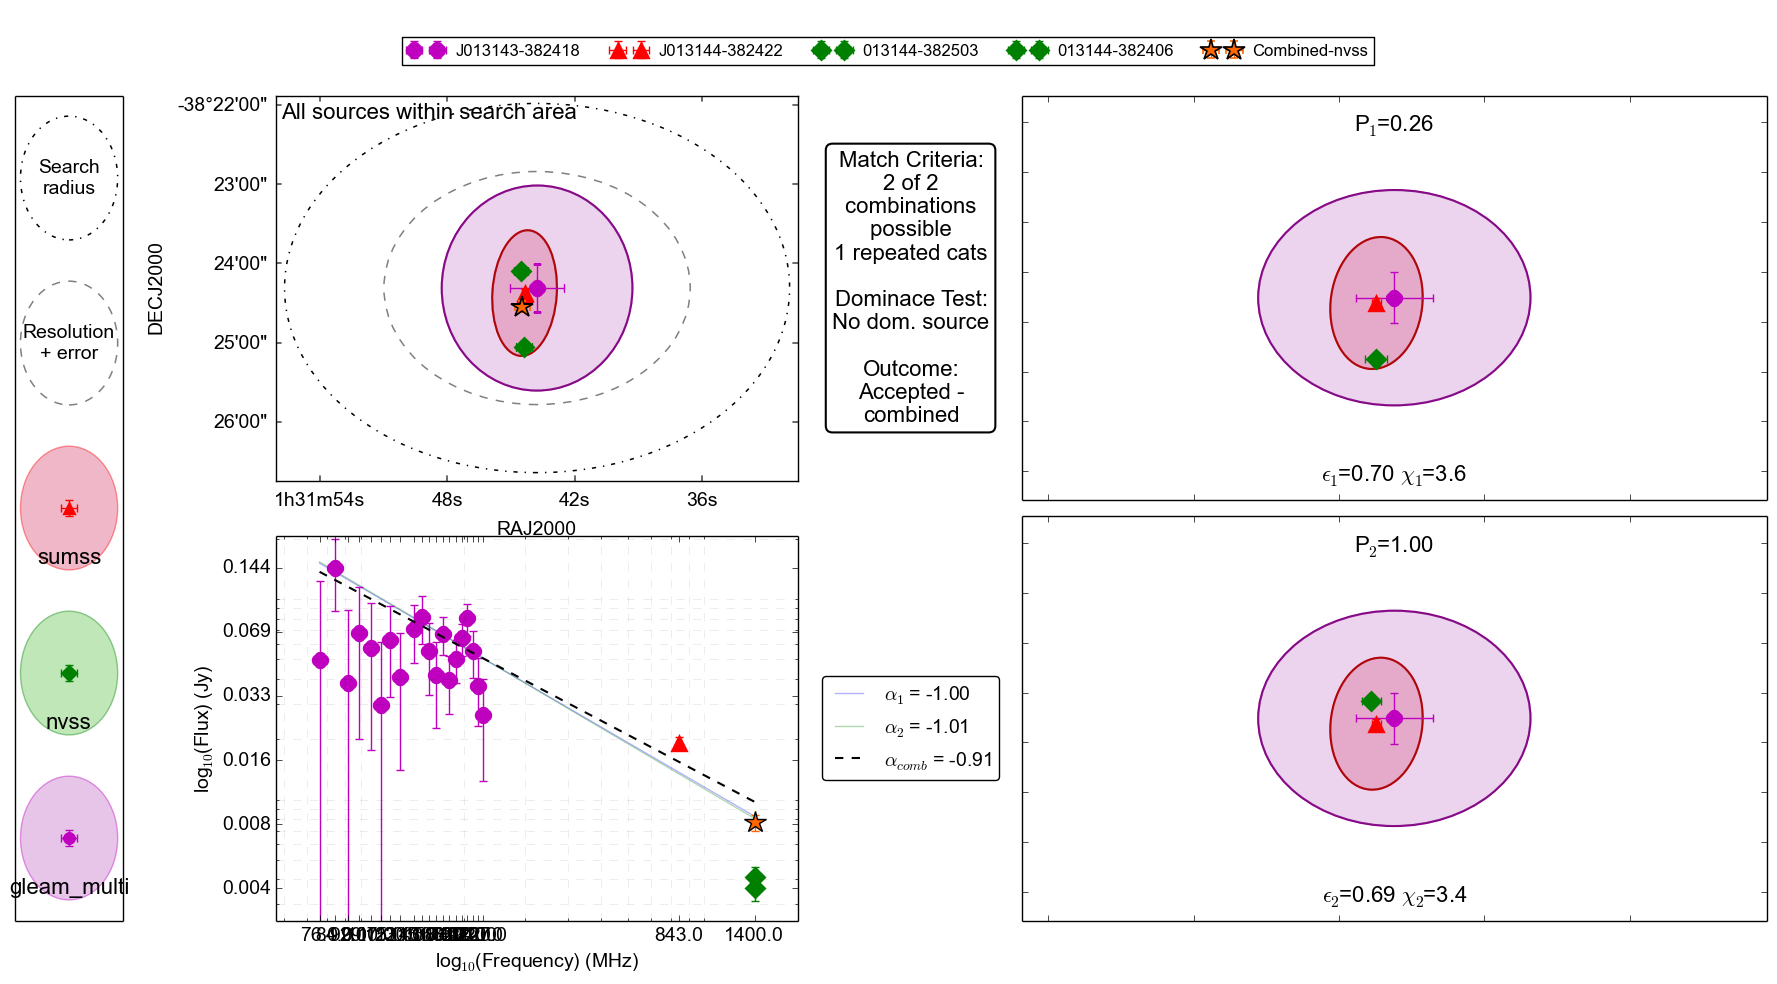 J013143-382418 J013144-382422 013144-382503 013144-382406 Combined-nvss
Search
radius
Resolution
+ error
sumss
nvss
gleam_multi
All sources within search area
-38°22'00"
23'00"
24'00"
25'00"
26'00"
DECJ2000
1h31m54s 48s 42s 36s
RAJ2000
Match Criteria:
2 of 2
combinations
possible
1 repeated cats
Dominace Test:
No dom. source
Outcome:
Accepted -
combined
P1=0.26
ϵ1=0.70 χ1=3.6
P2=1.00
ϵ2=0.69 χ2=3.4
0.144
0.069
0.033
0.016
0.008
0.004
log10(Flux) (Jy)
843.0 1400.0
log10(Frequency) (MHz)
α1 = -1.00
α2 = -1.01
αcomb = -0.91